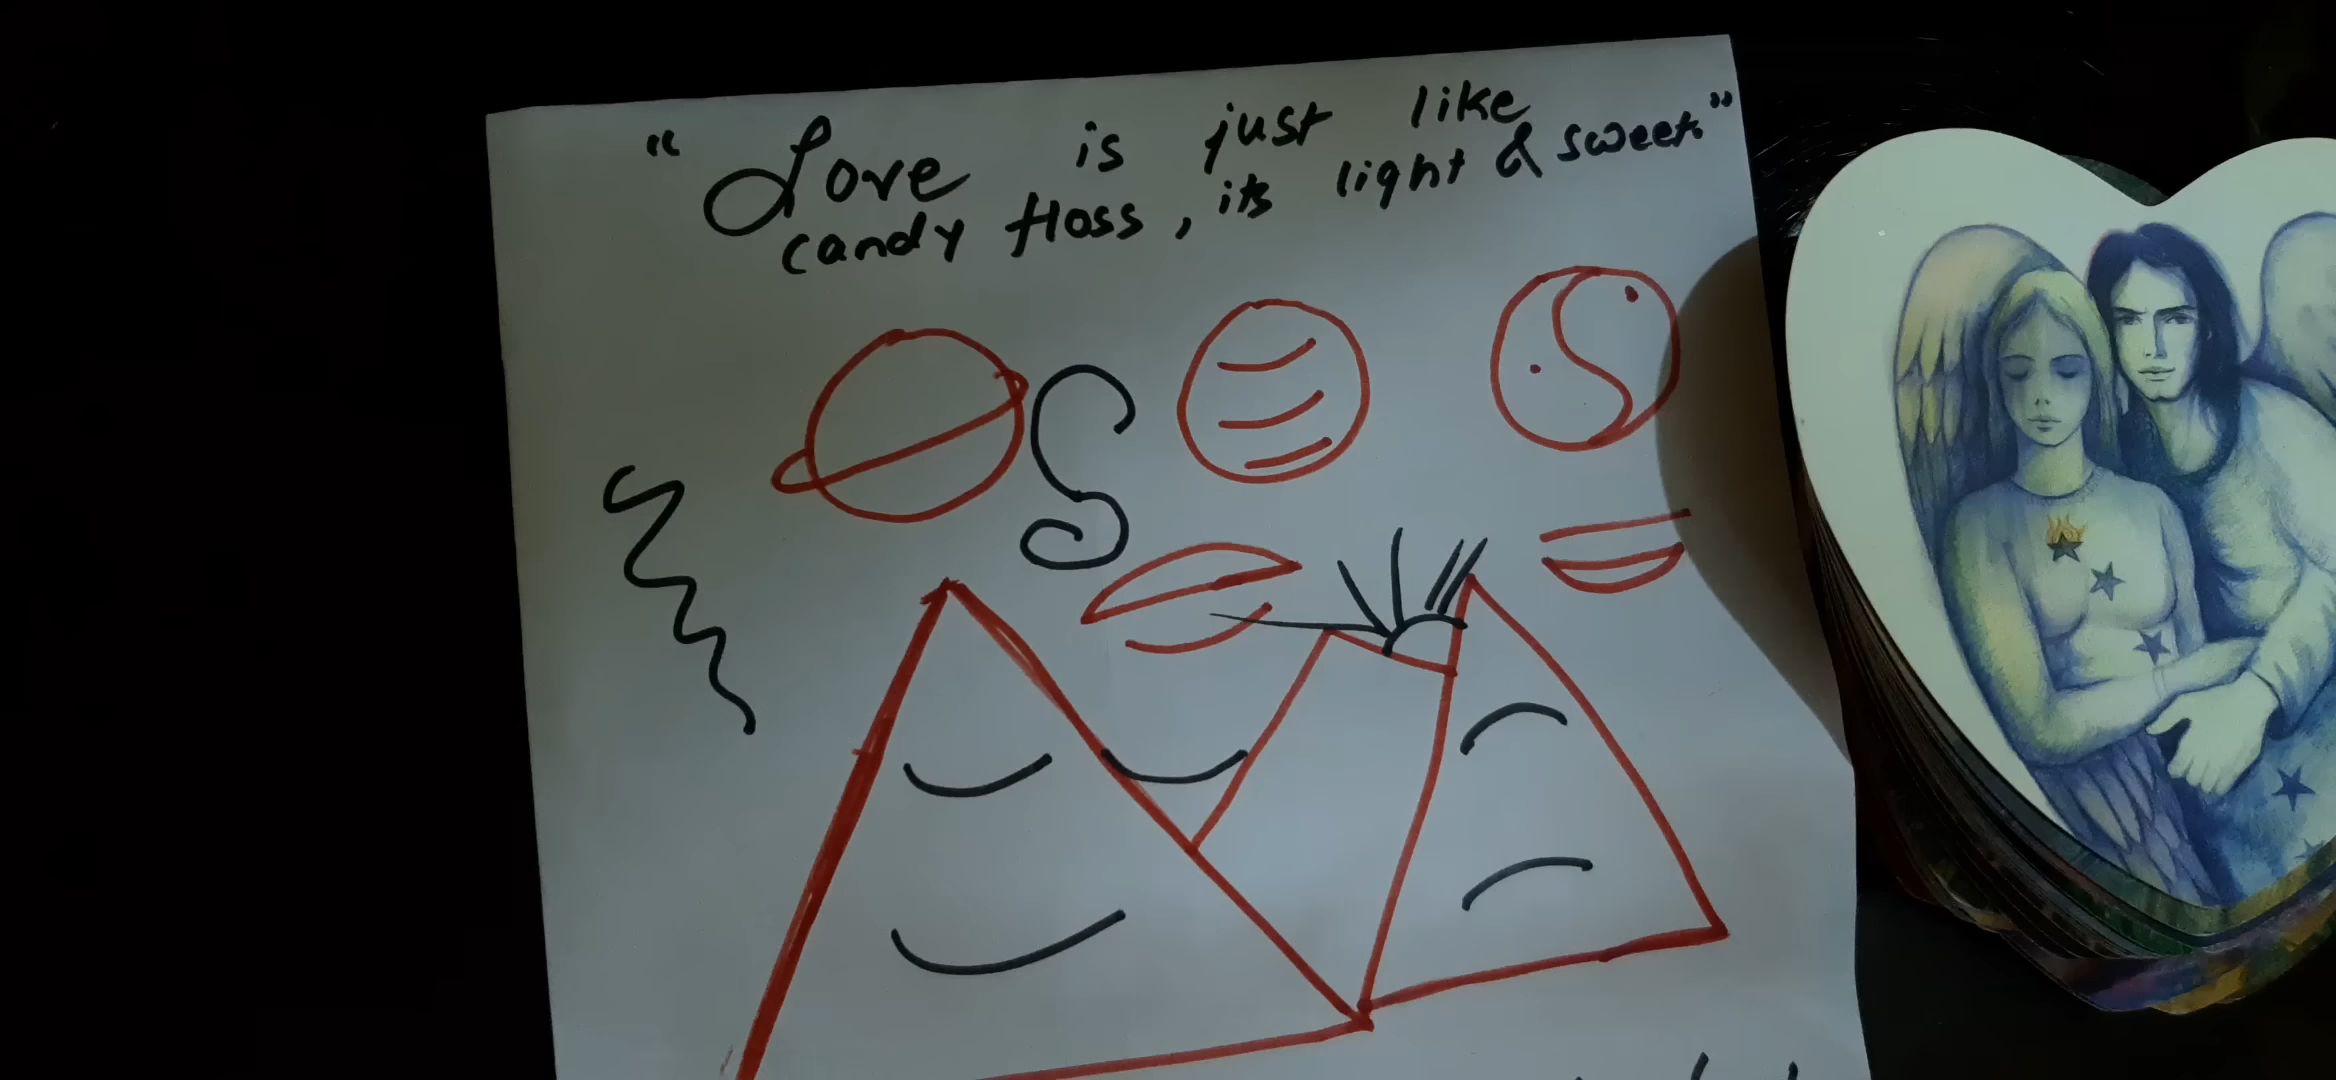 “ Love is just like
candy floss, its light & sweet. ”